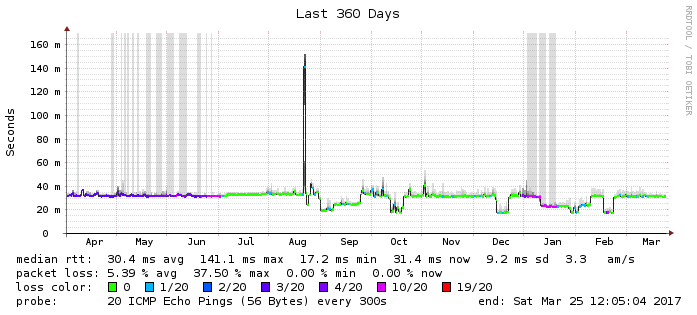 Last 360 Days
RRDTOOL / TOBI OETIKER
Seconds
160 m
140 m
120 m
100 m
80 m
60 m
40 m
20 m
0
Apr May Jun Jul Aug Sep Oct Nov Dec Jan Feb Mar
median rtt: 30.4 ms avg 141.1 ms max 17.2 ms min 31.4 ms now 9.2 ms sd 3.3 am/s
packet loss: 5.39 % avg 37.50 % max 0.00 % min 0.00 % now
loss color: 0 1/20 2/20 3/20 4/20 10/20 19/20
probe: 20 ICMP Echo Pings (56 Bytes) every 300s end: Sat Mar 25 12:05:04 2017